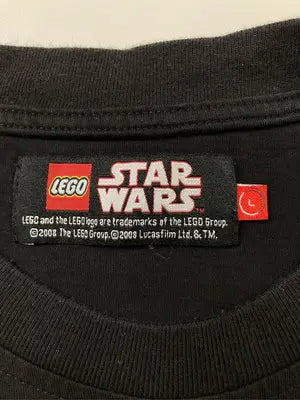 LEGO
STAR
WARS
TM
L
LEGO and the LEGO logo are trademarks of the LEGO Group.
©2008 The LEGO Group.©2008 Lucasfilm Ltd.&TM.